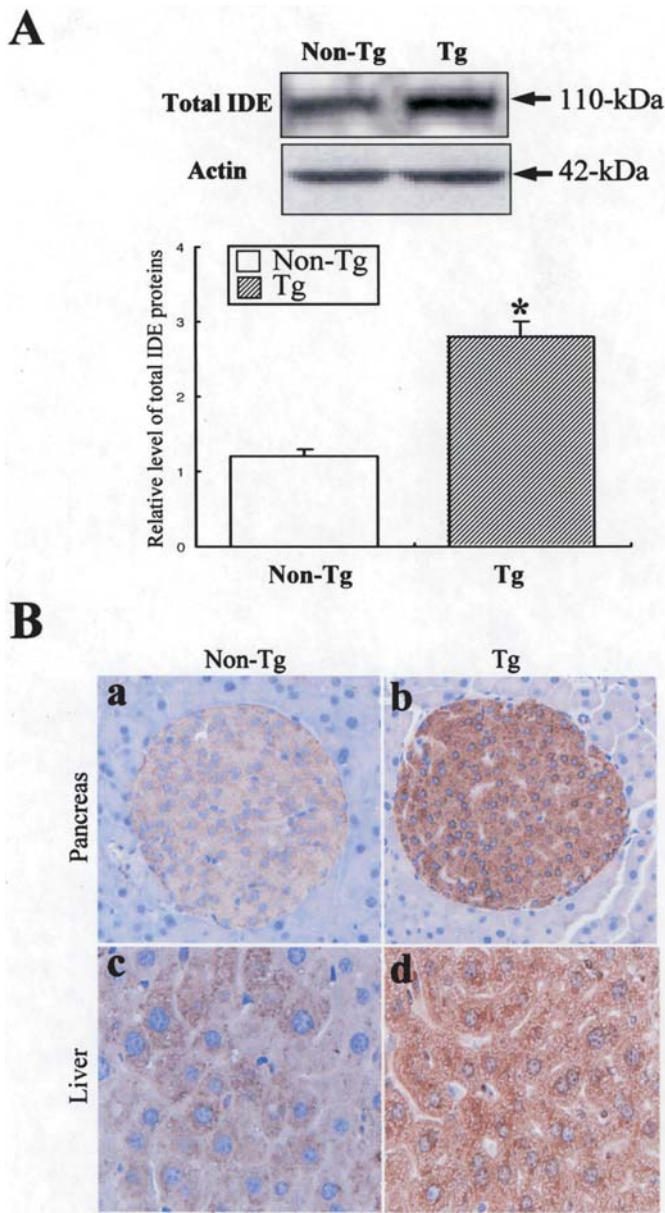 A
Non-Tg Tg
Total IDE
110-kDa
Actin
42-kDa
Relative level of total IDE proteins
4
3
2
1
0
Non-Tg
Tg
*
Non-Tg Tg
B
Non-Tg Tg
Pancreas
a b
Liver
c d